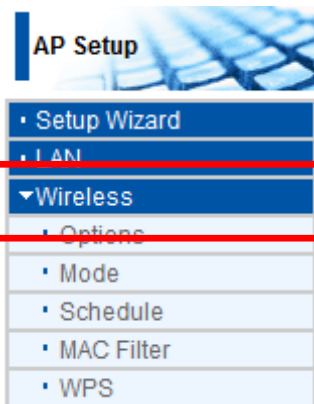 AP Setup
· Setup Wizard
· LAN
▾Wireless
· Options
· Mode
· Schedule
· MAC Filter
· WPS